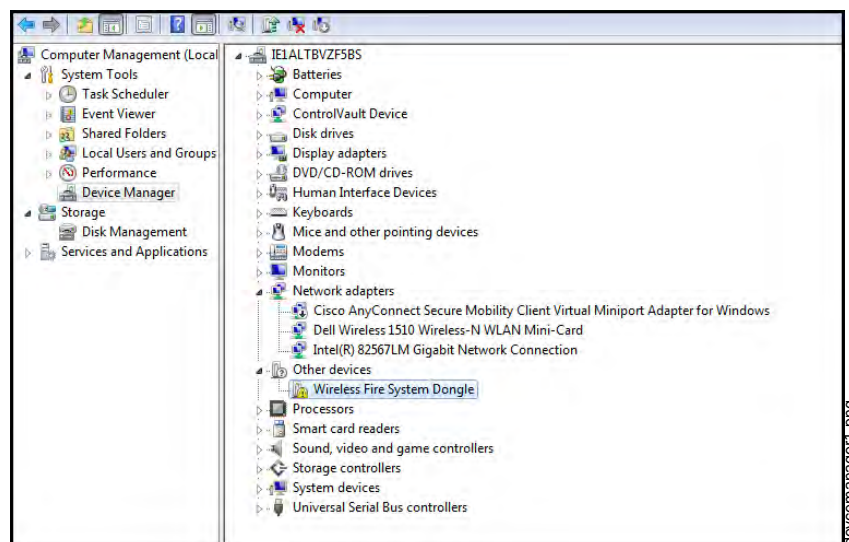 Computer Management (Local
System Tools
Task Scheduler
Event Viewer
Shared Folders
Local Users and Groups
Performance
Device Manager
Storage
Disk Management
Services and Applications
IE1ALTBVZF5BS
Batteries
Computer
ControlVault Device
Disk drives
Display adapters
DVD/CD-ROM drives
Human Interface Devices
Keyboards
Mice and other pointing devices
Modems
Monitors
Network adapters
Cisco AnyConnect Secure Mobility Client Virtual Miniport Adapter for Windows
Dell Wireless 1510 Wireless-N WLAN Mini-Card
Intel(R) 82567LM Gigabit Network Connection
Other devices
Wireless Fire System Dongle
Processors
Smart card readers
Sound, video and game controllers
Storage controllers
System devices
Universal Serial Bus controllers